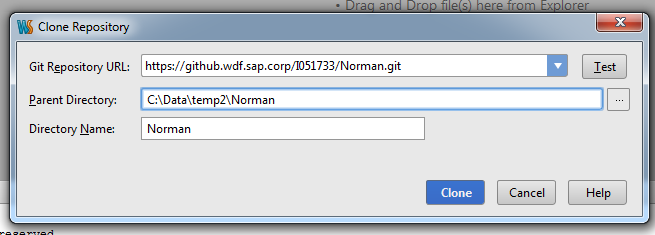 • Drag and Drop file(s) here from Explorer
WS Clone Repository
Git Repository URL: https://github.wdf.sap.corp/I051733/Norman.git Test
Parent Directory: C:\Data\temp2\Norman ...
Directory Name: Norman
Clone Cancel Help
reserved